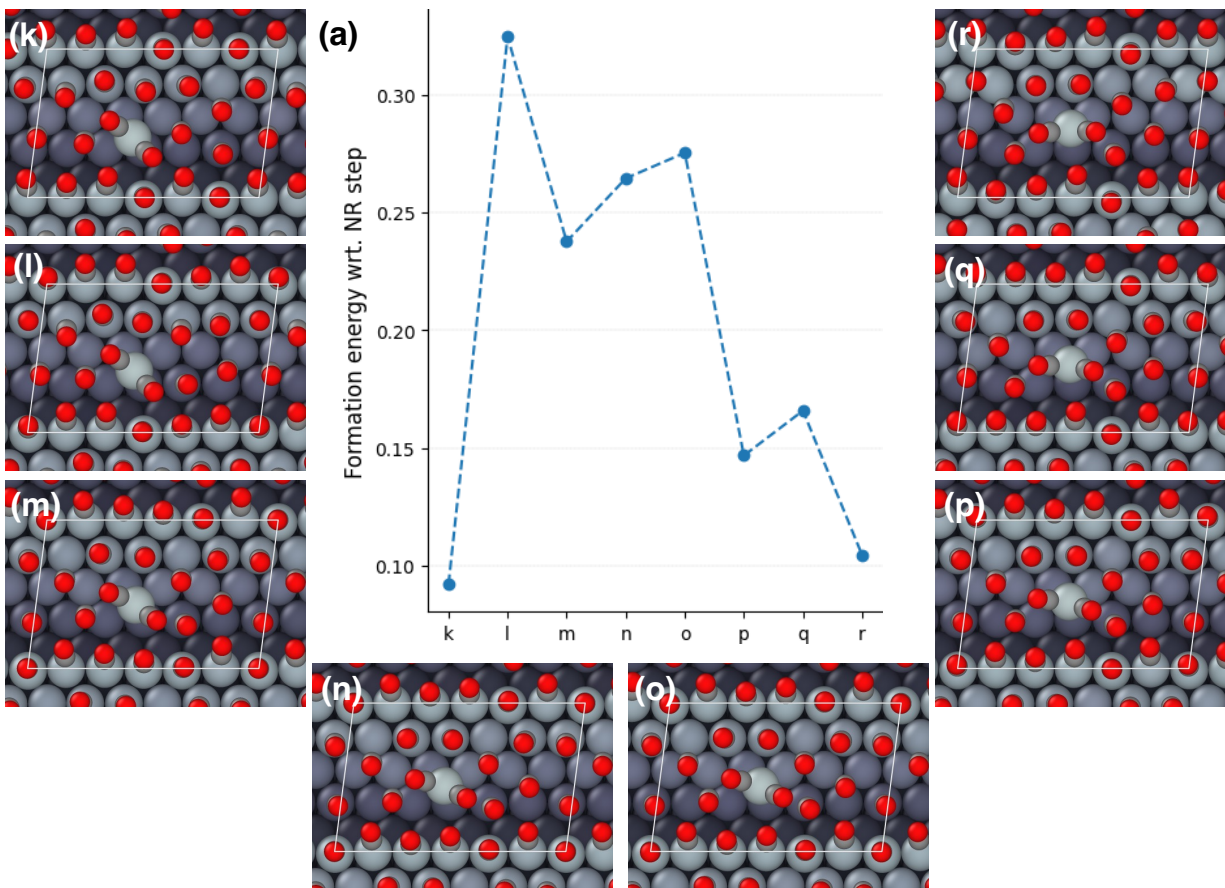 (k)
(a)
(r)
0.30
0.25
0.20
0.15
0.10
Formation energy wrt. NR step
k l m n o p q r
(l)
(q)
(m)
(p)
(n)
(o)